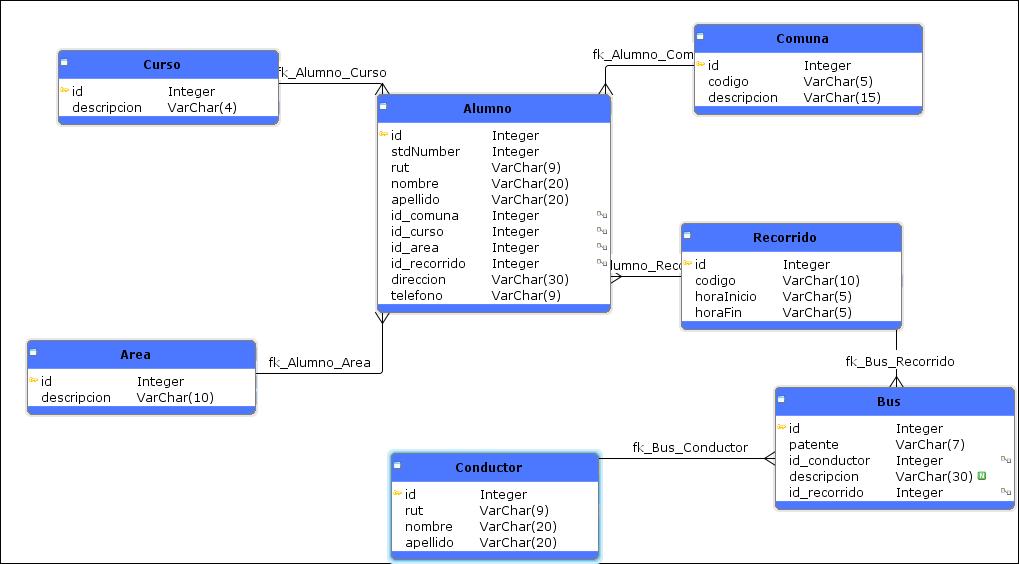 Curso
id Integer
descripcion VarChar(4)
fk_Alumno_Curso
fk_Alumno_Com
Comuna
id Integer
codigo VarChar(5)
descripcion VarChar(15)
Alumno
id Integer
stdNumber Integer
rut VarChar(9)
nombre VarChar(20)
apellido VarChar(20)
id_comuna Integer
id_curso Integer
id_area Integer
id_recorrido Integer
direccion VarChar(30)
telefono VarChar(9)
lumno_Reco
Recorrido
id Integer
codigo VarChar(10)
horaInicio VarChar(5)
horaFin VarChar(5)
Area
id Integer
descripcion VarChar(10)
fk_Alumno_Area
fk_Bus_Recorrido
Bus
id Integer
patente VarChar(7)
id_conductor Integer
descripcion VarChar(30) N
id_recorrido Integer
fk_Bus_Conductor
Conductor
id Integer
rut VarChar(9)
nombre VarChar(20)
apellido VarChar(20)